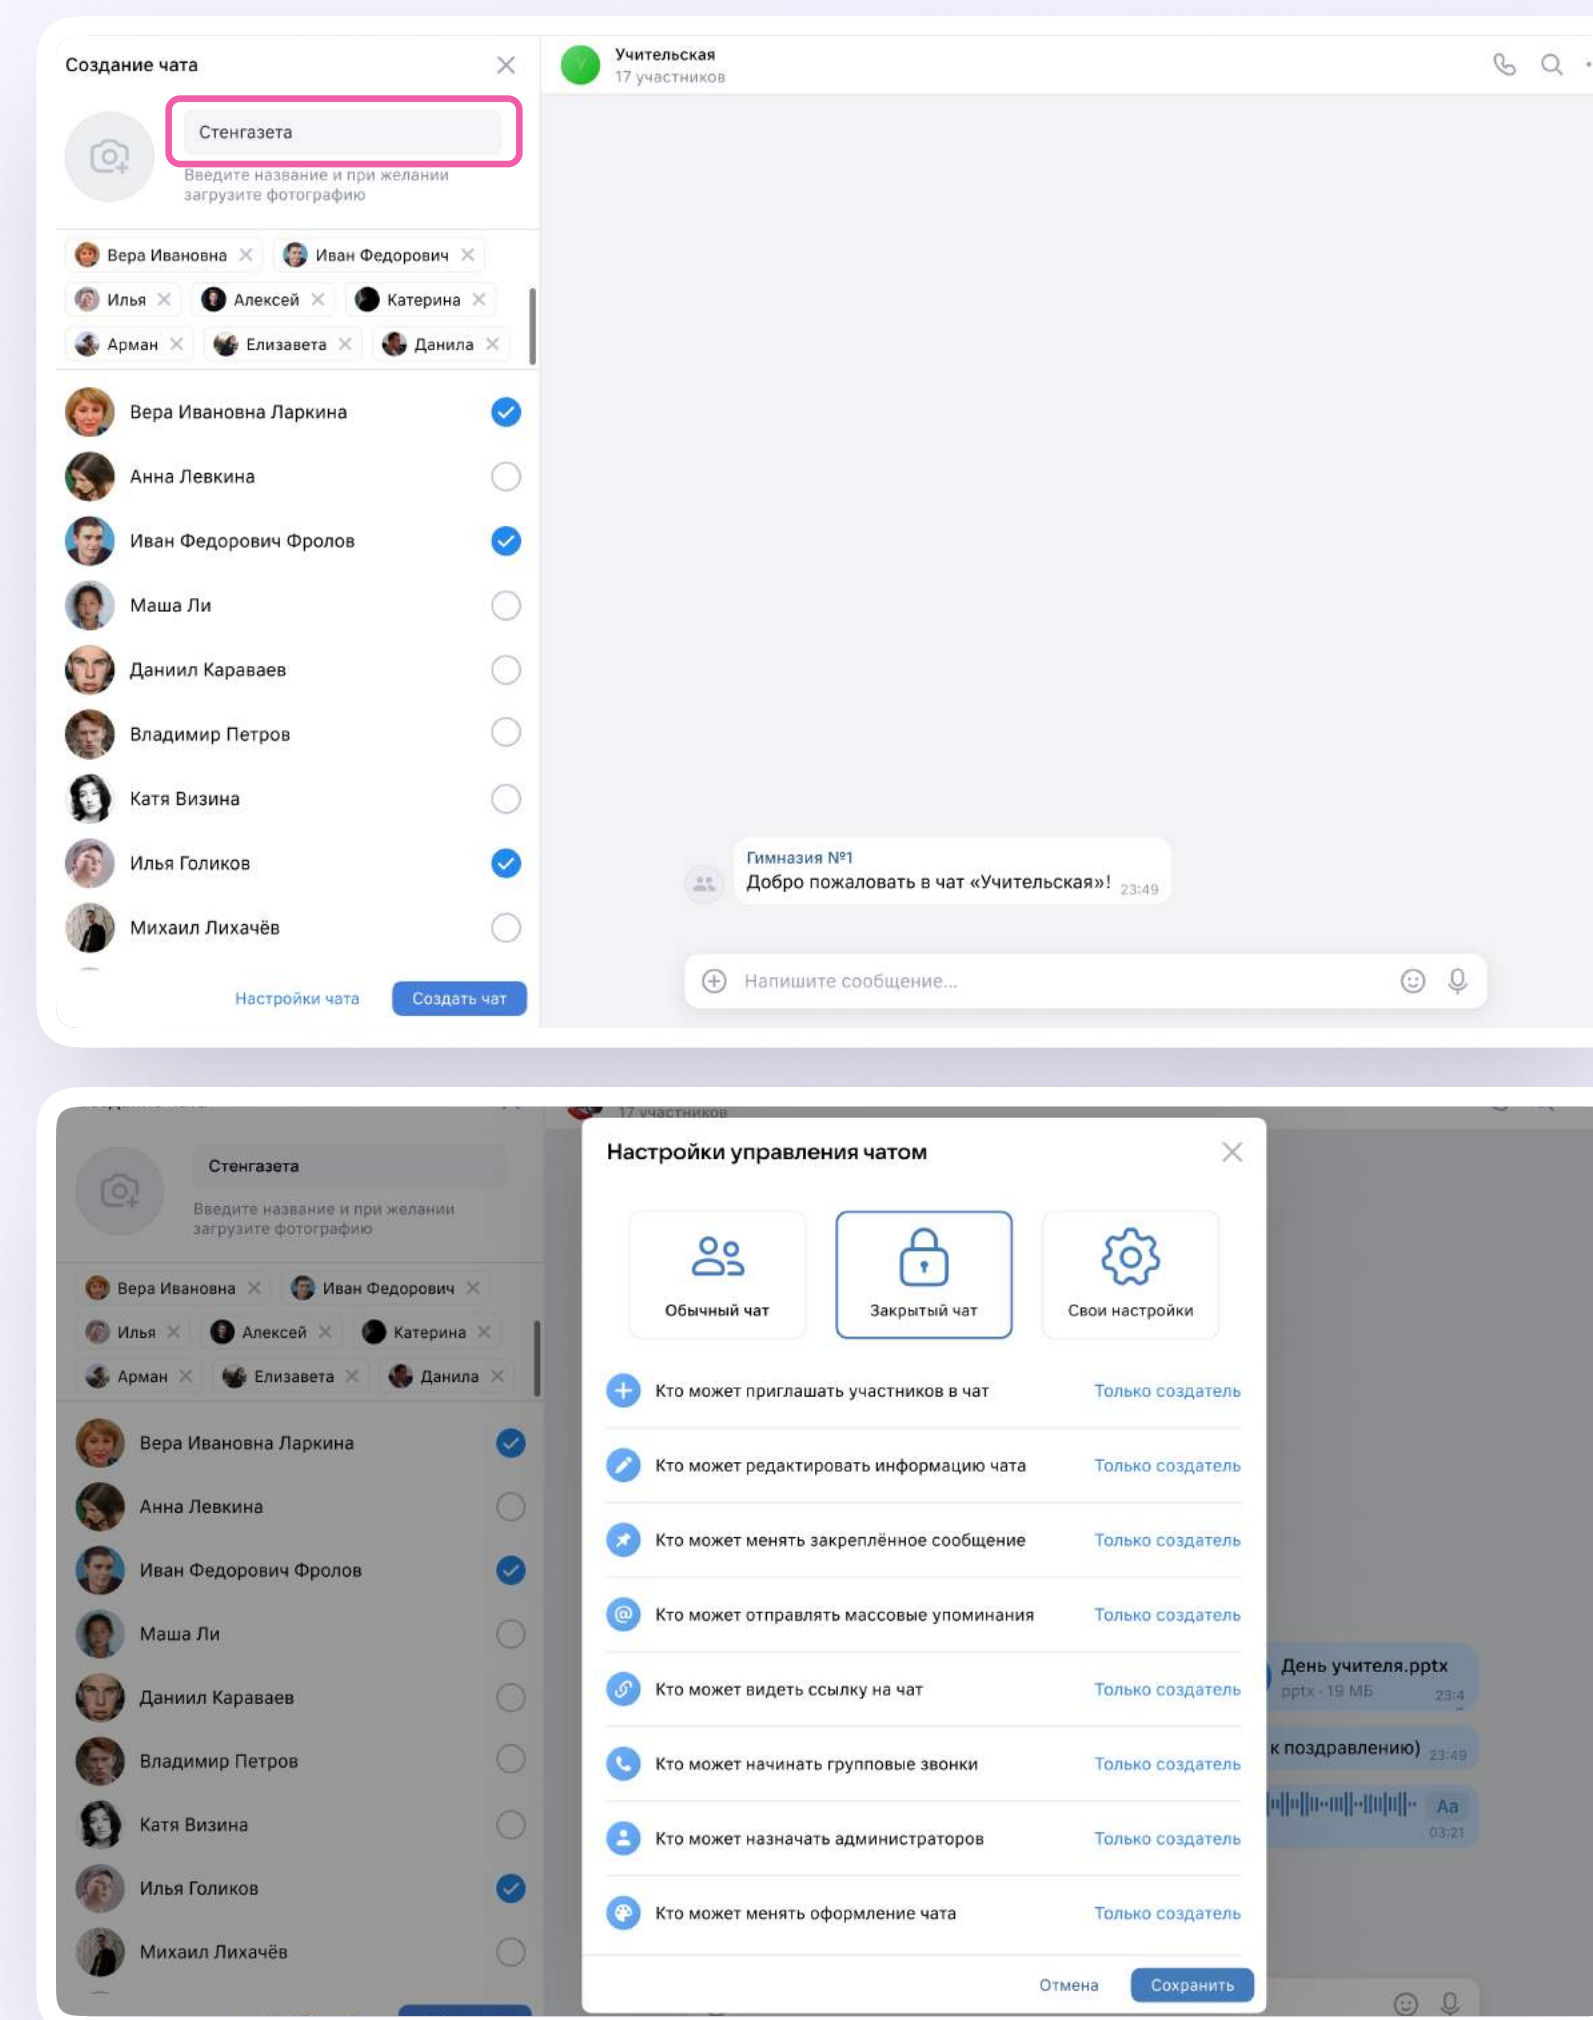 Создание чата
Стенгазета
Введите название и при желании
загрузите фотографию
Вера Ивановна
Иван Федорович
Илья
Алексей
Катерина
Арман
Елизавета
Данила
Вера Ивановна Ларкина
Анна Левкина
Иван Федорович Фролов
Маша Ли
Даниил Караваев
Владимир Петров
Катя Визина
Илья Голиков
Михаил Лихачёв
Настройки чата
Создать чат
У
Учительская
17 участников
Гимназия №1
Добро пожаловать в чат «Учительская»! 23:49
Напишите сообщение...
Стенгазета
Введите название и при желании
загрузите фотографию
Вера Ивановна
Иван Федорович
Илья
Алексей
Катерина
Арман
Елизавета
Данила
Вера Ивановна Ларкина
Анна Левкина
Иван Федорович Фролов
Маша Ли
Даниил Караваев
Владимир Петров
Катя Визина
Илья Голиков
Михаил Лихачёв
17 участников
Настройки управления чатом
Обычный чат
Закрытый чат
Свои настройки
Кто может приглашать участников в чат Только создатель
Кто может редактировать информацию чата Только создатель
Кто может менять закреплённое сообщение Только создатель
Кто может отправлять массовые упоминания Только создатель
Кто может видеть ссылку на чат Только создатель
Кто может начинать групповые звонки Только создатель
Кто может назначать администраторов Только создатель
Кто может менять оформление чата Только создатель
Отмена
Сохранить
День учителя.pptx
pptx - 19 МБ 23:4
к поздравлению) 23:49
Aa
03:21